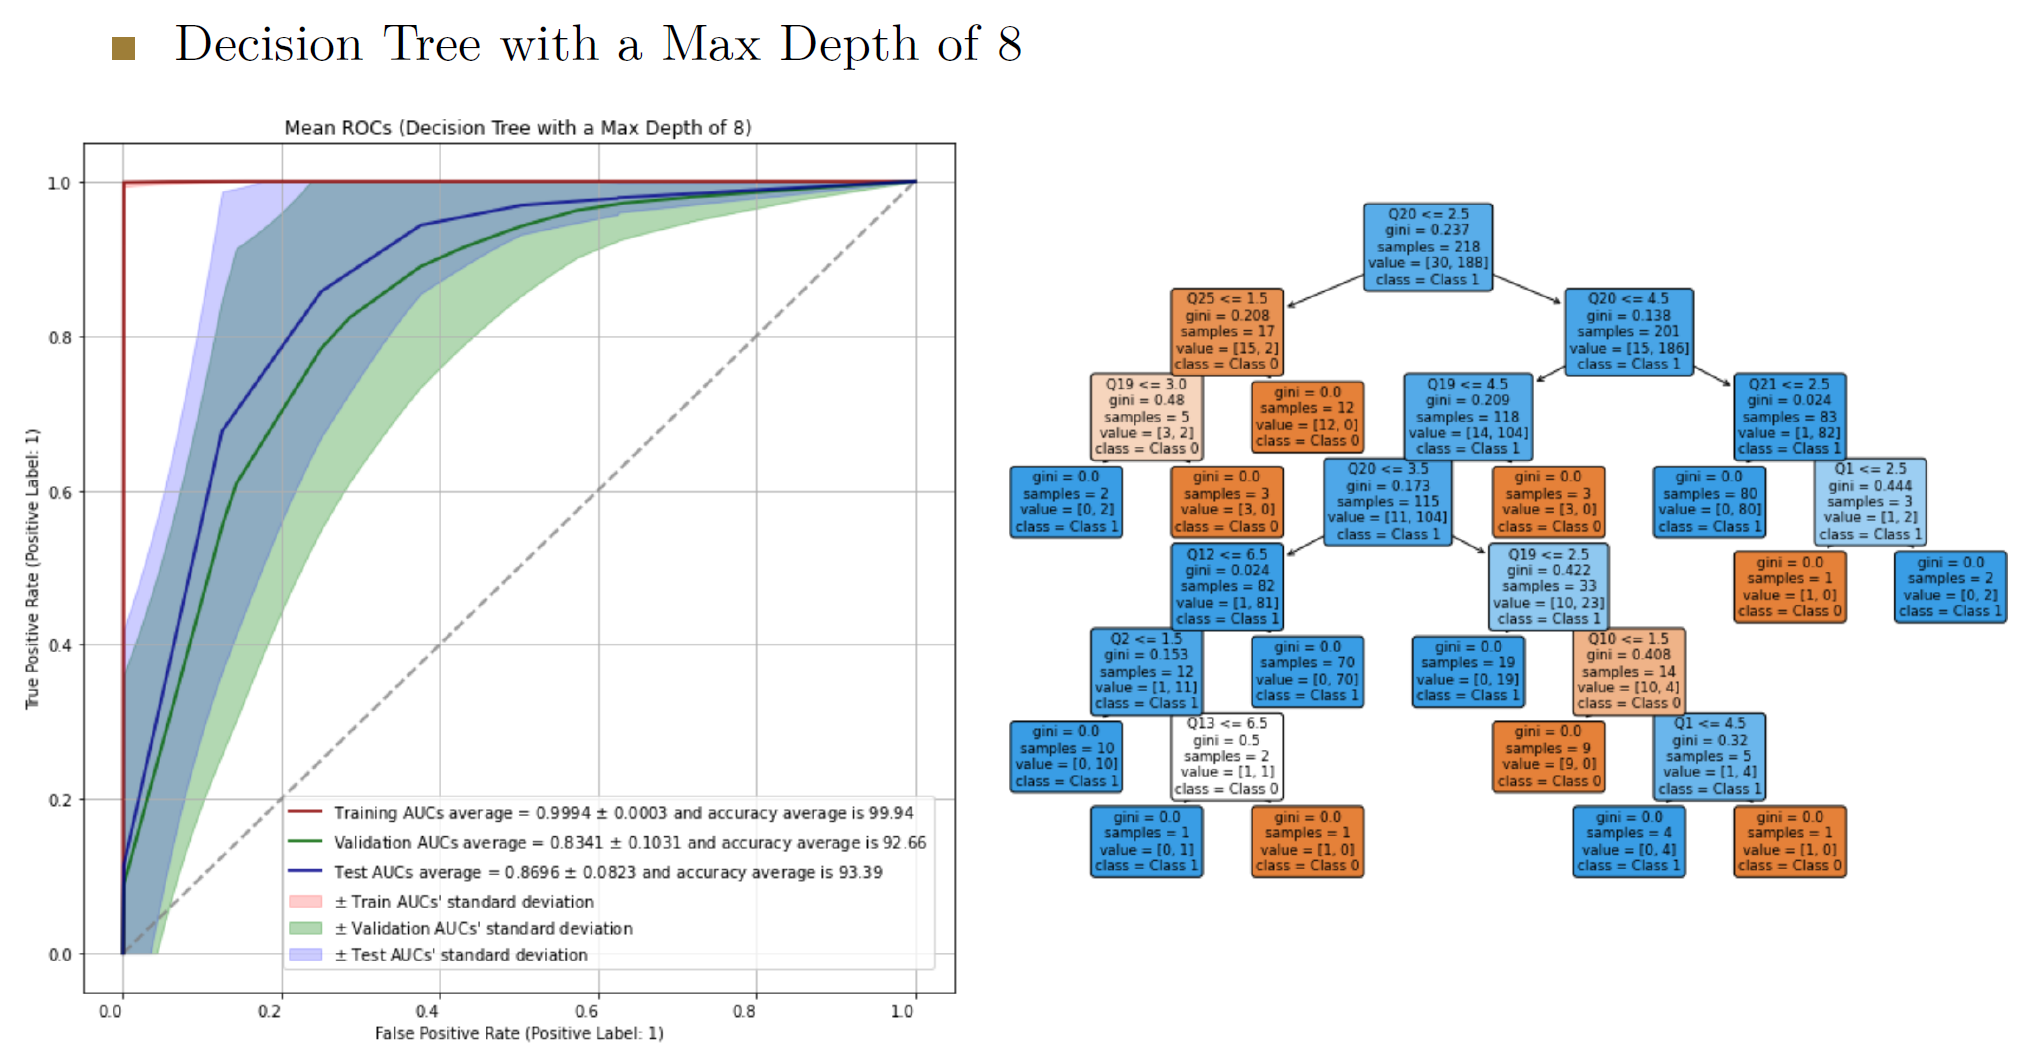 Decision Tree with a Max Depth of 8
Mean ROCs (Decision Tree with a Max Depth of 8)
True Positive Rate (Positive Label: 1)
1.0
0.8
0.6
0.4
0.2
0.0
Training AUCs average = 0.9994 ± 0.0003 and accuracy average is 99.94
Validation AUCs average = 0.8341 ± 0.1031 and accuracy average is 92.66
Test AUCs average = 0.8696 ± 0.0823 and accuracy average is 93.39
± Train AUCs' standard deviation
± Validation AUCs' standard deviation
± Test AUCs' standard deviation
0.0 0.2 0.4 0.6 0.8 1.0
False Positive Rate (Positive Label: 1)
Q20 <= 2.5
gini = 0.237
samples = 218
value = [30, 188]
class = Class 1
Q25 <= 1.5
gini = 0.208
samples = 17
value = [15, 2]
class = Class 0
Q20 <= 4.5
gini = 0.138
samples = 201
value = [15, 186]
class = Class 1
Q19 <= 3.0
gini = 0.48
samples = 5
value = [3, 2]
class = Class 0
gini = 0.0
samples = 12
value = [12, 0]
class = Class 0
Q19 <= 4.5
gini = 0.209
samples = 118
value = [14, 104]
class = Class 1
Q21 <= 2.5
gini = 0.024
samples = 83
value = [1, 82]
class = Class 1
gini = 0.0
samples = 2
value = [0, 2]
class = Class 1
gini = 0.0
samples = 3
value = [3, 0]
class = Class 0
Q20 <= 3.5
gini = 0.173
samples = 115
value = [11, 104]
class = Class 1
gini = 0.0
samples = 3
value = [3, 0]
class = Class 0
gini = 0.0
samples = 80
value = [0, 80]
class = Class 1
Q1 <= 2.5
gini = 0.444
samples = 3
value = [1, 2]
class = Class 1
Q12 <= 6.5
gini = 0.024
samples = 82
value = [1, 81]
class = Class 1
Q19 <= 2.5
gini = 0.422
samples = 33
value = [10, 23]
class = Class 1
gini = 0.0
samples = 1
value = [1, 0]
class = Class 0
gini = 0.0
samples = 2
value = [0, 2]
class = Class 1
Q2 <= 1.5
gini = 0.153
samples = 12
value = [1, 11]
class = Class 1
gini = 0.0
samples = 70
value = [0, 70]
class = Class 1
gini = 0.0
samples = 19
value = [0, 19]
class = Class 1
Q10 <= 1.5
gini = 0.408
samples = 14
value = [10, 4]
class = Class 0
gini = 0.0
samples = 10
value = [0, 10]
class = Class 1
Q13 <= 6.5
gini = 0.5
samples = 2
value = [1, 1]
class = Class 0
gini = 0.0
samples = 9
value = [9, 0]
class = Class 0
Q1 <= 4.5
gini = 0.32
samples = 5
value = [1, 4]
class = Class 1
gini = 0.0
samples = 1
value = [0, 1]
class = Class 1
gini = 0.0
samples = 1
value = [1, 0]
class = Class 0
gini = 0.0
samples = 4
value = [0, 4]
class = Class 1
gini = 0.0
samples = 1
value = [1, 0]
class = Class 0